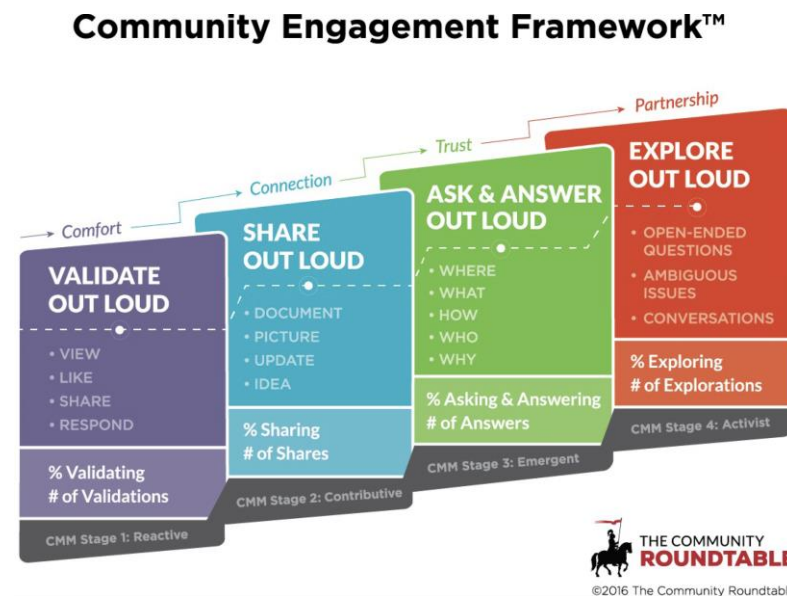 Community Engagement Framework™
Comfort
VALIDATE
OUT LOUD
• VIEW
• LIKE
• SHARE
• RESPOND
% Validating
# of Validations
CMM Stage 1: Reactive
Connection
SHARE
OUT LOUD
• DOCUMENT
• PICTURE
• UPDATE
• IDEA
% Sharing
# of Shares
CMM Stage 2: Contributive
Trust
ASK & ANSWER
OUT LOUD
• WHERE
• WHAT
• HOW
• WHO
• WHY
% Asking & Answering
# of Answers
CMM Stage 3: Emergent
Partnership
EXPLORE
OUT LOUD
• OPEN-ENDED
QUESTIONS
• AMBIGUOUS
ISSUES
• CONVERSATIONS
% Exploring
# of Explorations
CMM Stage 4: Activist
THE COMMUNITY
ROUNDTABLE
©2016 The Community Roundtabl